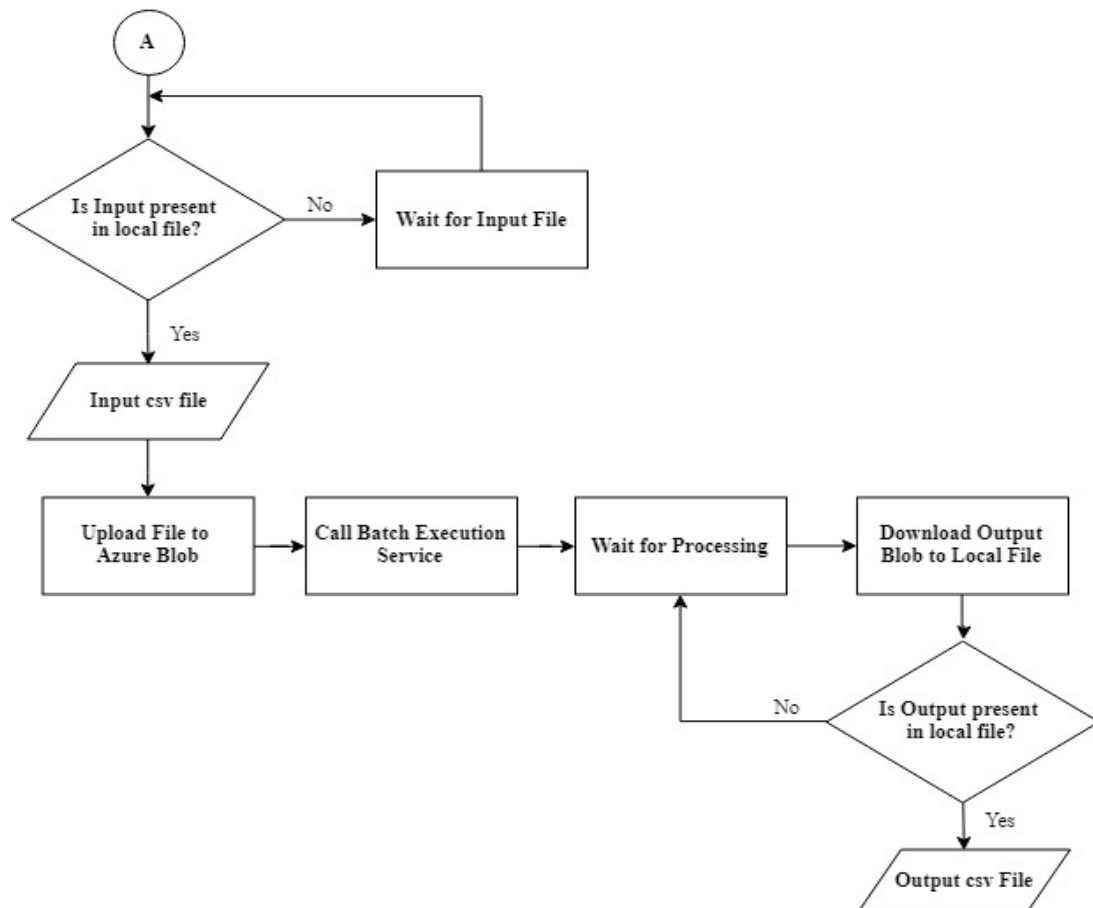 A
Is Input present
in local file?
No
Wait for Input File
Yes
Input csv file
Upload File to
Azure Blob
Call Batch Execution
Service
Wait for Processing
Download Output
Blob to Local File
No
Is Output present
in local file?
Yes
Output csv File